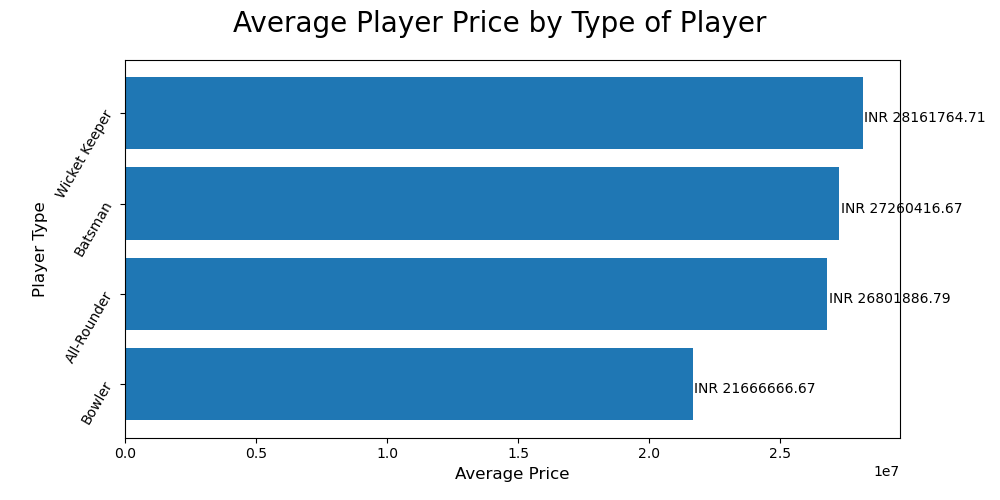 Average Player Price by Type of Player
Player Type
Wicket Keeper
INR 28161764.71
Batsman
INR 27260416.67
All-Rounder
INR 26801886.79
Bowler
INR 21666666.67
0.0 0.5 1.0 1.5 2.0 2.5
1e7
Average Price